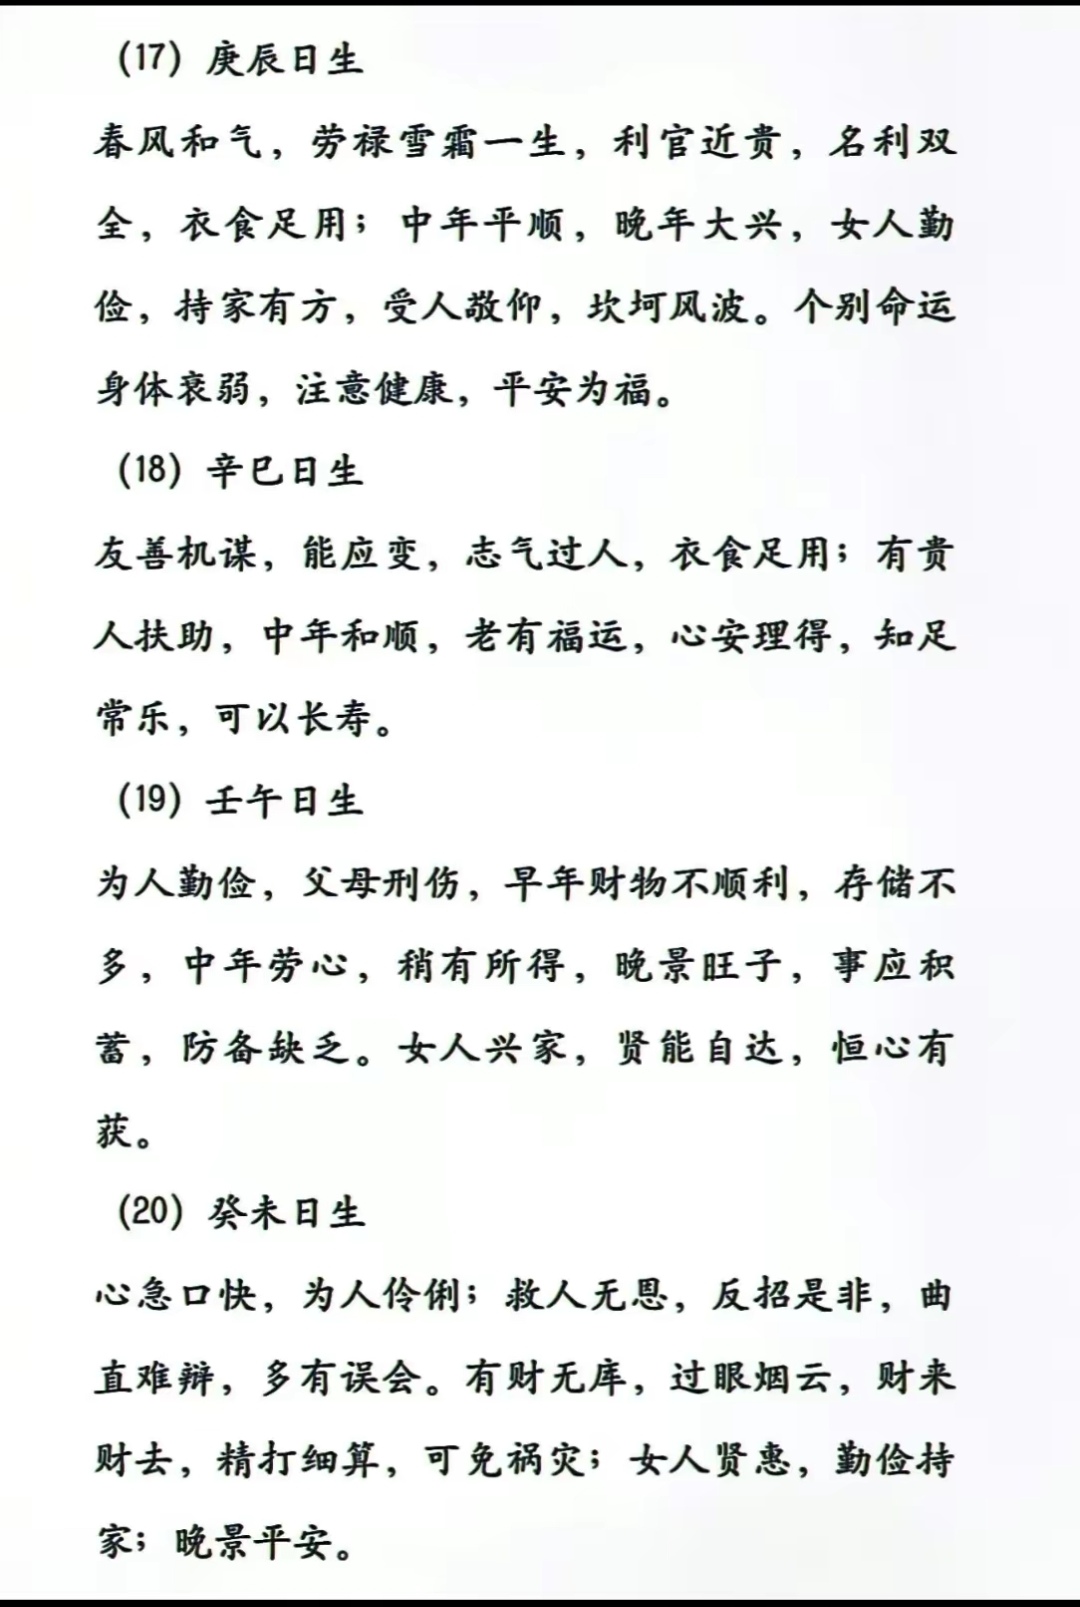 （17）庚辰日生
春风和气，劳禄雪霜一生，利官近贵，名利双
全，衣食足用；中年平顺，晚年大兴，女人勤
俭，持家有方，受人敬仰，坎坷风波。个别命运
身体衰弱，注意健康，平安为福。
（18）辛巳日生
友善机谋，能应变，志气过人，衣食足用；有贵
人扶助，中年和顺，老有福运，心安理得，知足
常乐，可以长寿。
（19）壬午日生
为人勤俭，父母刑伤，早年财物不顺利，存储不
多，中年劳心，稍有所得，晚景旺子，事应积
蓄，防备缺乏。女人兴家，贤能自达，恒心有
获。
（20）癸未日生
心急口快，为人伶俐；救人无恩，反招是非，曲
直难辩，多有误会。有财无库，过眼烟云，财来
财去，精打细算，可免祸灾；女人贤惠，勤俭持
家；晚景平安。